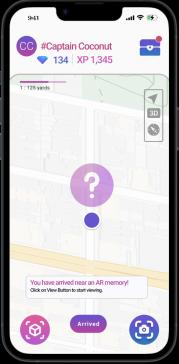 9:41
CC #Captain Coconut
134 XP 1,345
1 : 125 yards
3D
?
You have arrived near an AR memory!
Click on View Button to start viewing.
Arrived